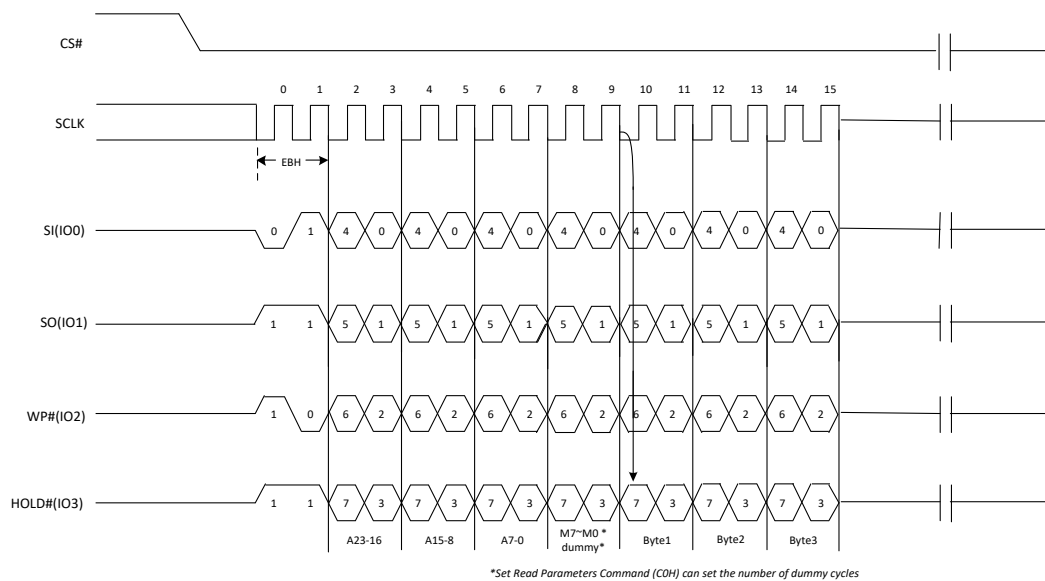 CS#
0 1 2 3 4 5 6 7 8 9 10 11 12 13 14 15
SCLK
EBH
SI(IO0) 0 1 4 0 4 0 4 0 4 0 4 0 4 0 4 0
SO(IO1) 1 1 5 1 5 1 5 1 5 1 5 1 5 1 5 1
WP#(IO2) 1 0 6 2 6 2 6 2 6 2 6 2 6 2 6 2
HOLD#(IO3) 1 1 7 3 7 3 7 3 7 3 7 3 7 3 7 3
A23-16 A15-8 A7-0 M7~M0 * Byte1 Byte2 Byte3
dummy*
*Set Read Parameters Command (C0H) can set the number of dummy cycles